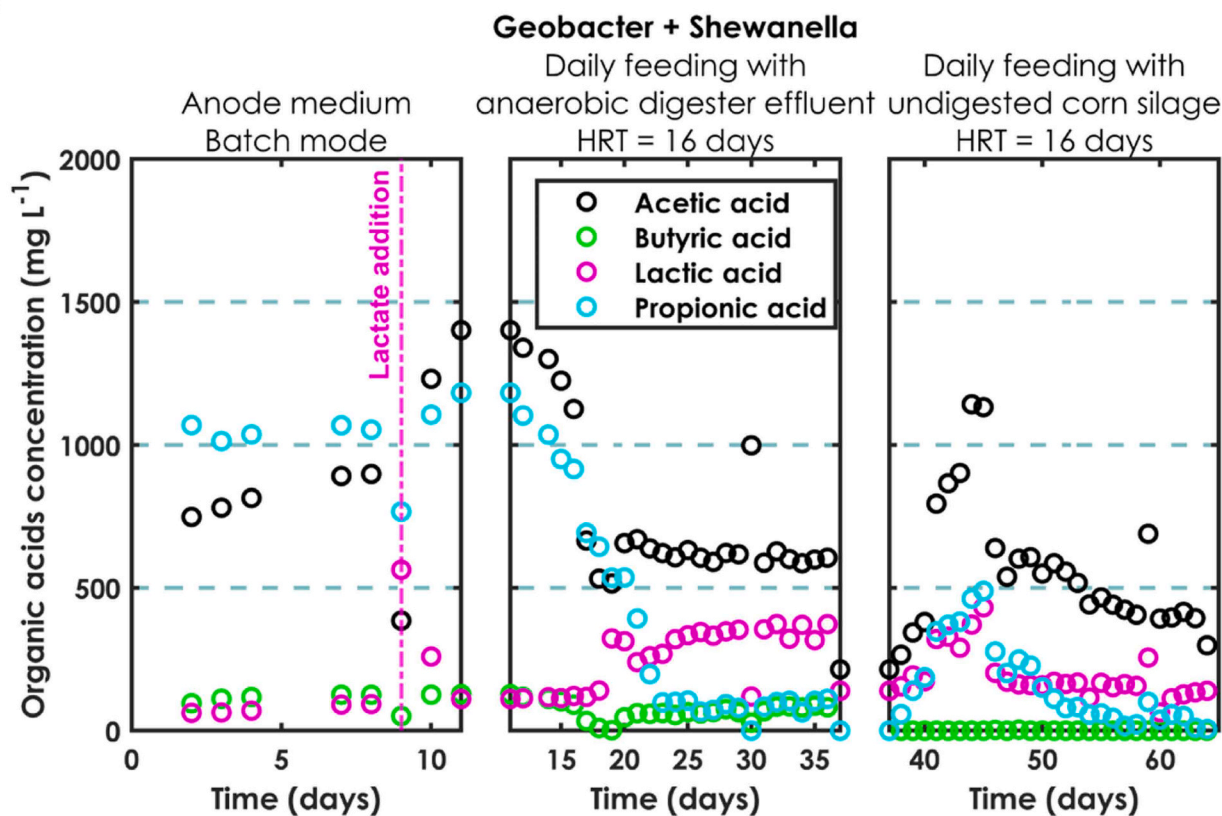 Geobacter + Shewanella
Anode medium
Batch mode
Daily feeding with
anaerobic digester effluent
HRT = 16 days
Daily feeding with
undigested corn silage
HRT = 16 days
Organic acids concentration (mg L⁻¹)
2000
1500
1000
500
0
Lactate addition
Acetic acid
Butyric acid
Lactic acid
Propionic acid
0 5 10
15 20 25 30 35
40 50 60
Time (days) Time (days) Time (days)